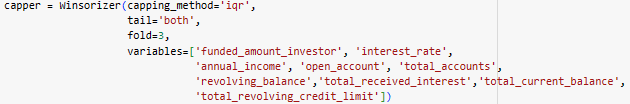 capper = Winsorizer(capping_method='iqr',
tail='both',
fold=3,
variables=['funded_amount_investor', 'interest_rate',
'annual_income', 'open_account', 'total_accounts',
'revolving_balance','total_received_interest','total_current_balance',
'total_revolving_credit_limit'])